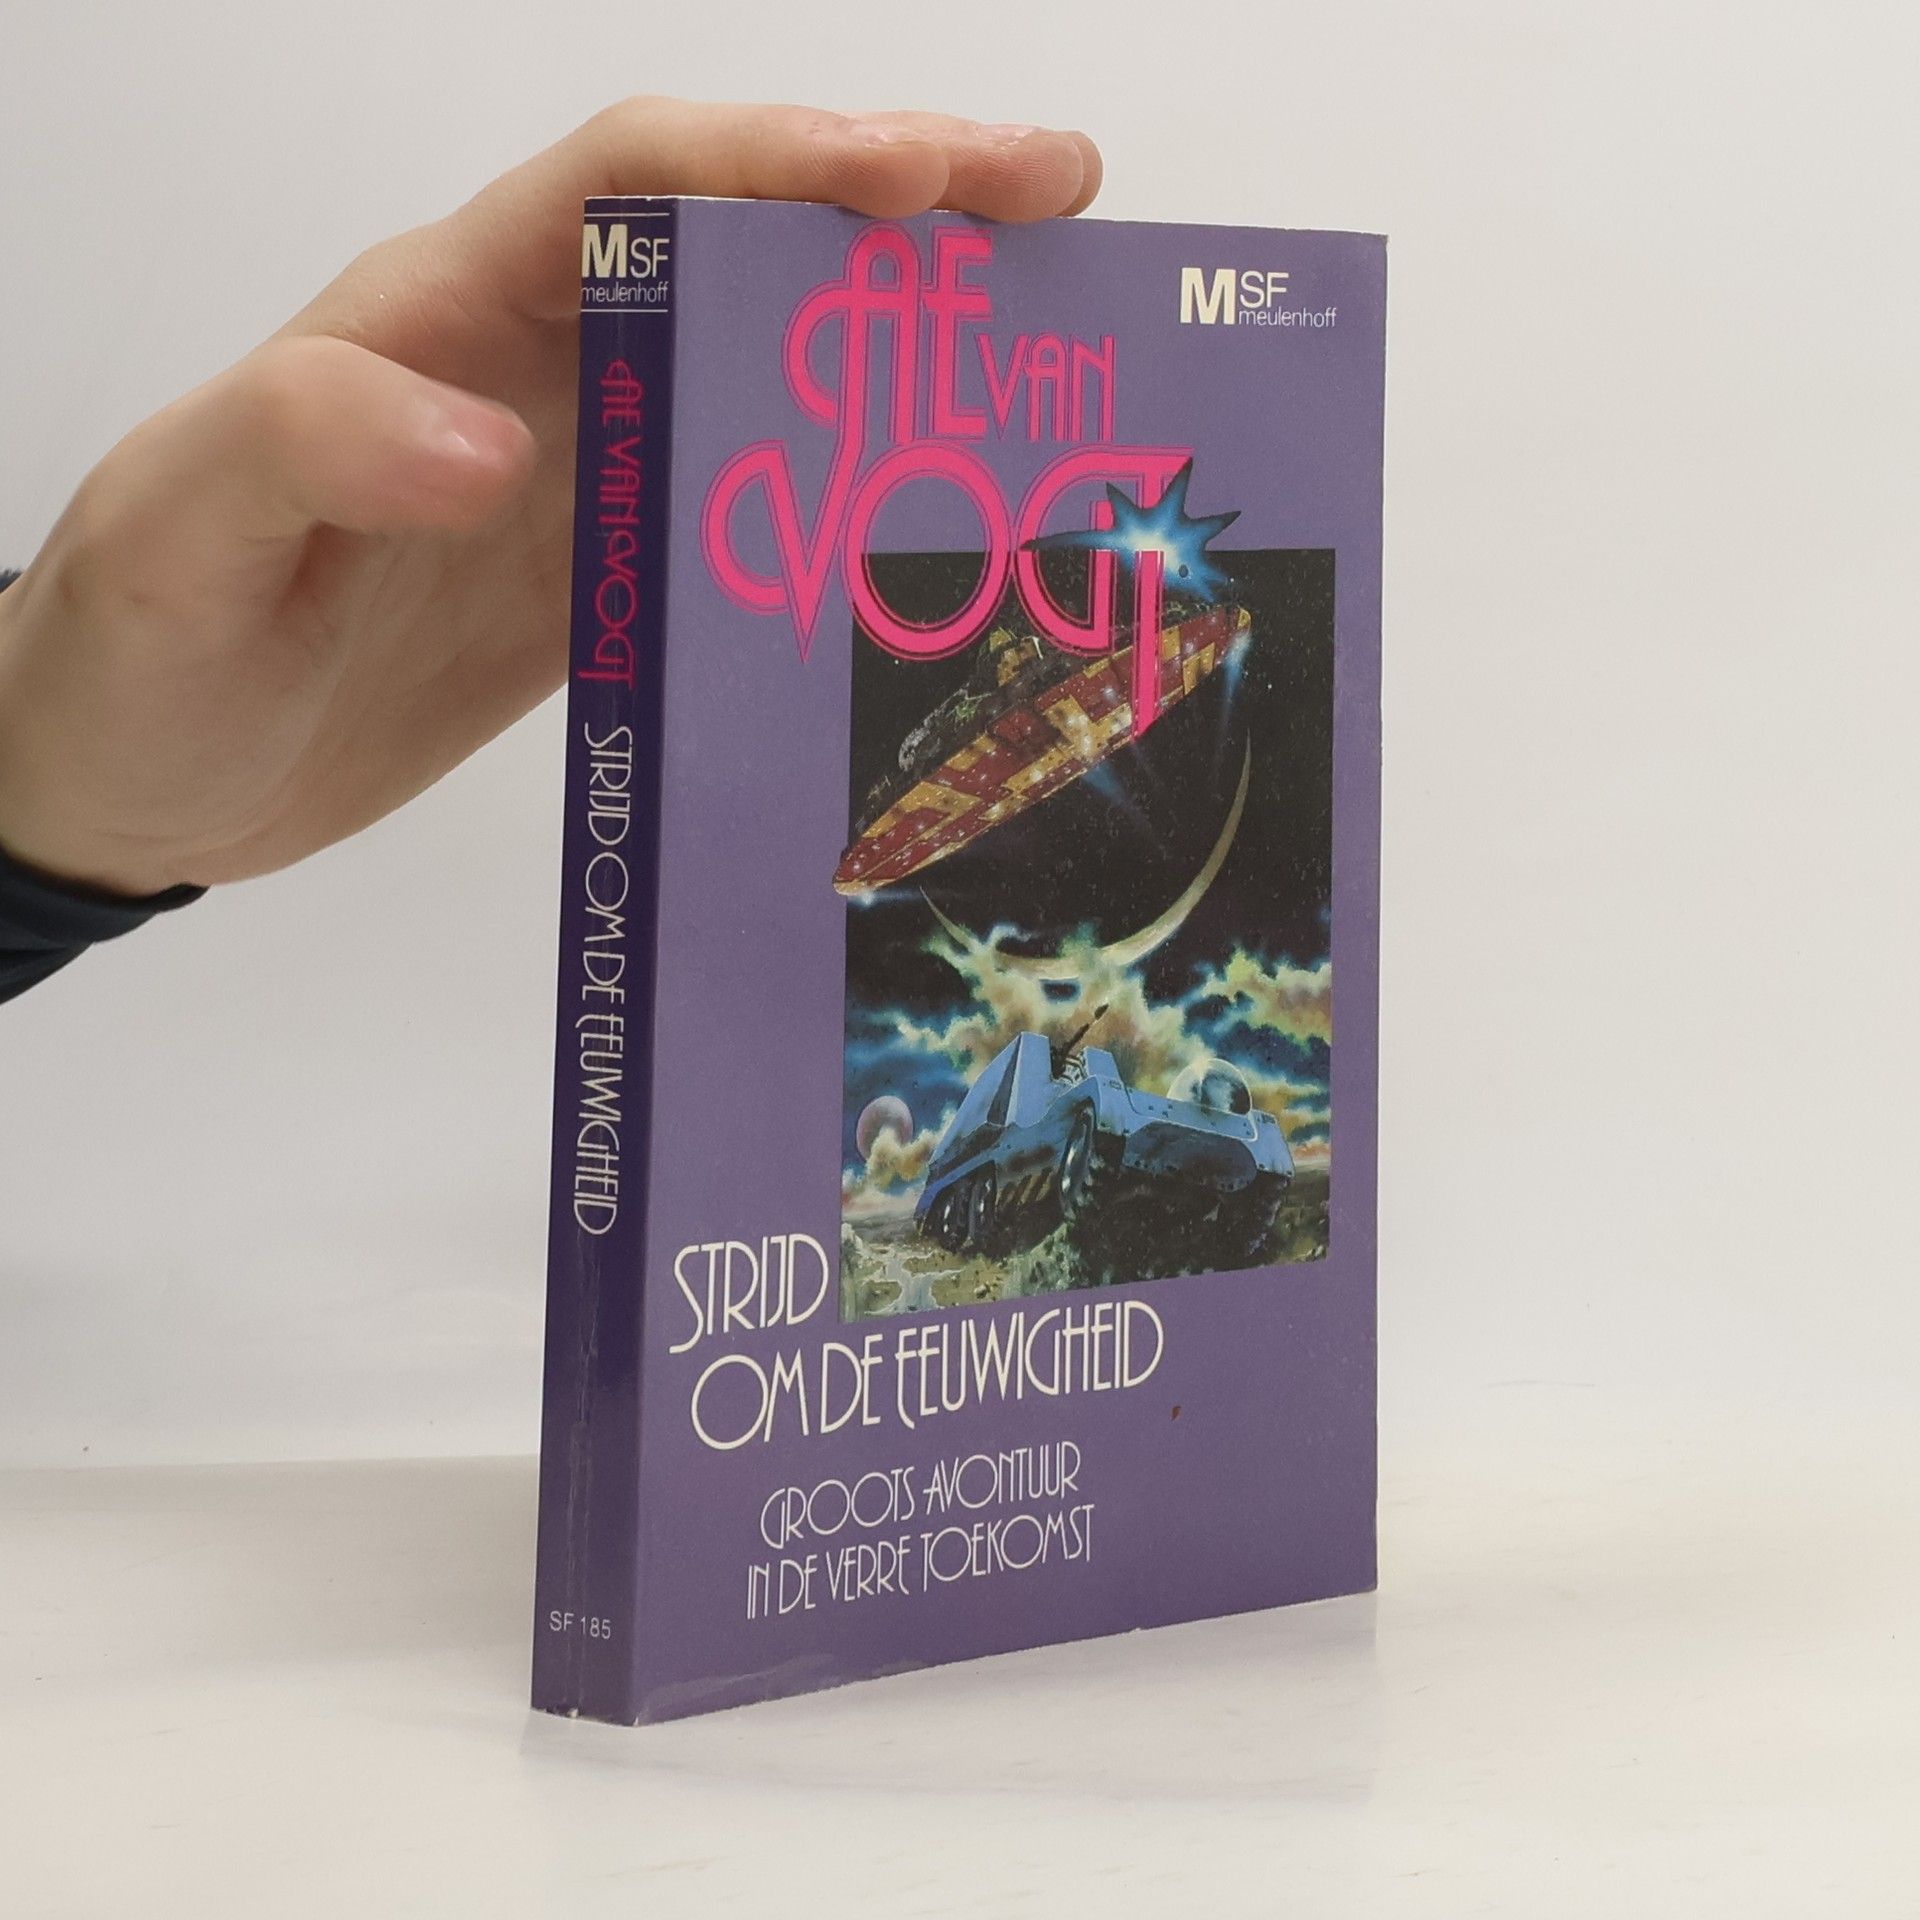 MSF
meulenhoff
AE VAN VOGT STRIJD OM DE EEUWIGHEID
SF 185
AE VAN
VOGT
MSF
meulenhoff
STRIJD
OM DE EEUWIGHEID
GROOTS AVONTUUR
IN DE VERRE TOEKOMST